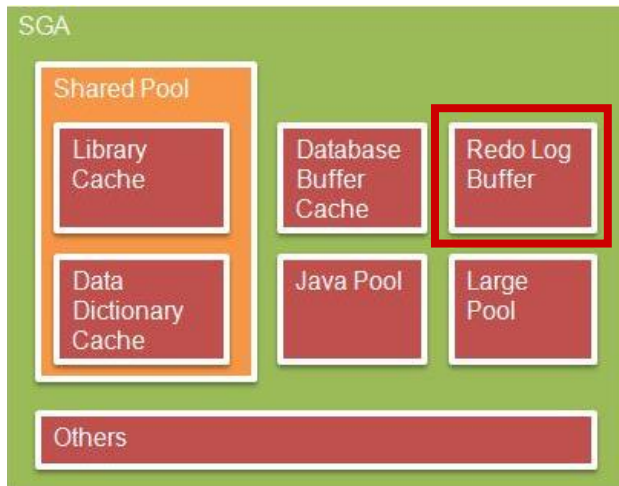 SGA
Shared Pool
Library
Cache
Database
Buffer
Cache
Redo Log
Buffer
Data
Dictionary
Cache
Java Pool
Large
Pool
Others